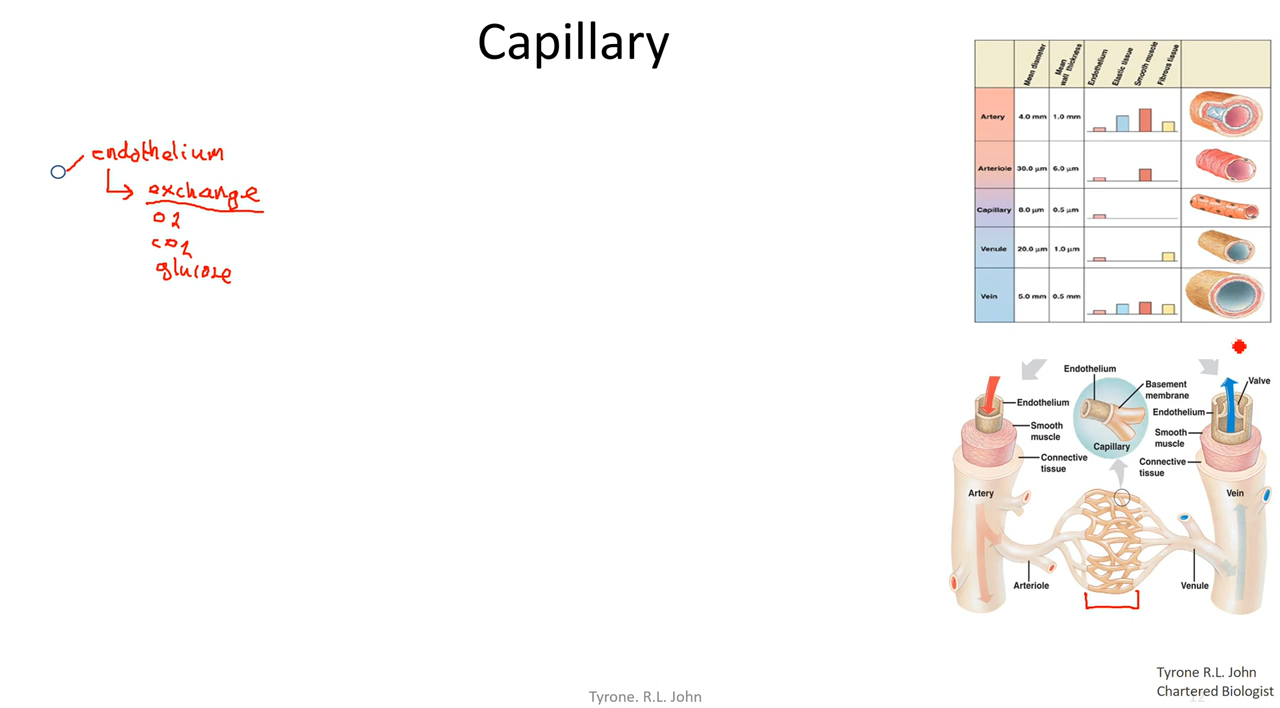 Capillary
endothelium
exchange
O2
CO2
glucose
Mean diameter
Mean wall thickness
Endothelium
Elastic tissue
Smooth muscle
Fibrous tissue
Artery 4.0 mm 1.0 mm
Arteriole 30.0 µm 6.0 µm
Capillary 8.0 µm 0.5 µm
Venule 20.0 µm 1.0 µm
Vein 5.0 mm 0.5 mm
Endothelium
Valve
Basement
membrane
Endothelium
Endothelium
Smooth
muscle
Smooth
muscle
Capillary
Connective
tissue
Connective
tissue
Artery
Vein
Arteriole
Venule
Tyrone R.L. John
Chartered Biologist
Tyrone. R.L. John
12